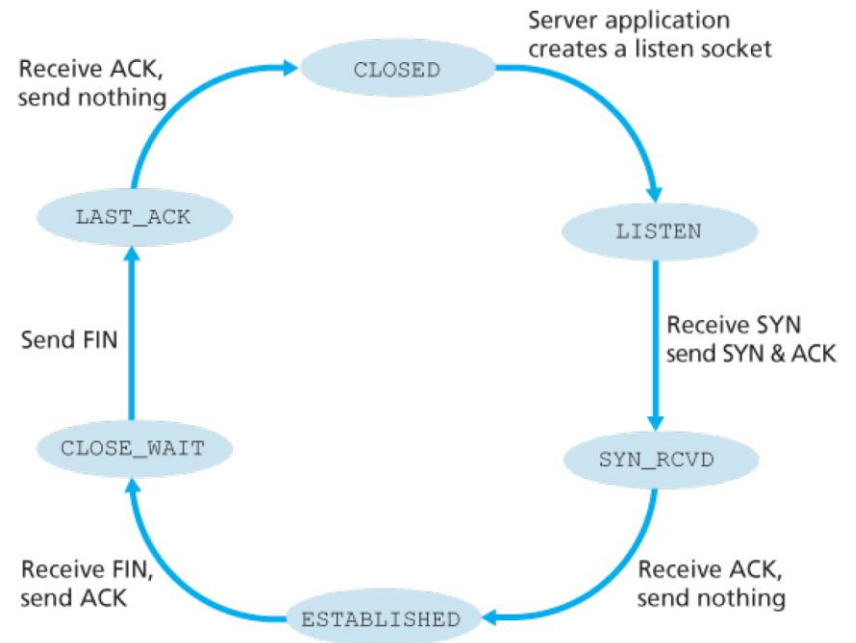 Server application
creates a listen socket
CLOSED
Receive ACK,
send nothing
LAST_ACK
LISTEN
Receive SYN
send SYN & ACK
Send FIN
CLOSE_WAIT
SYN_RCVD
Receive FIN,
send ACK
Receive ACK,
send nothing
ESTABLISHED